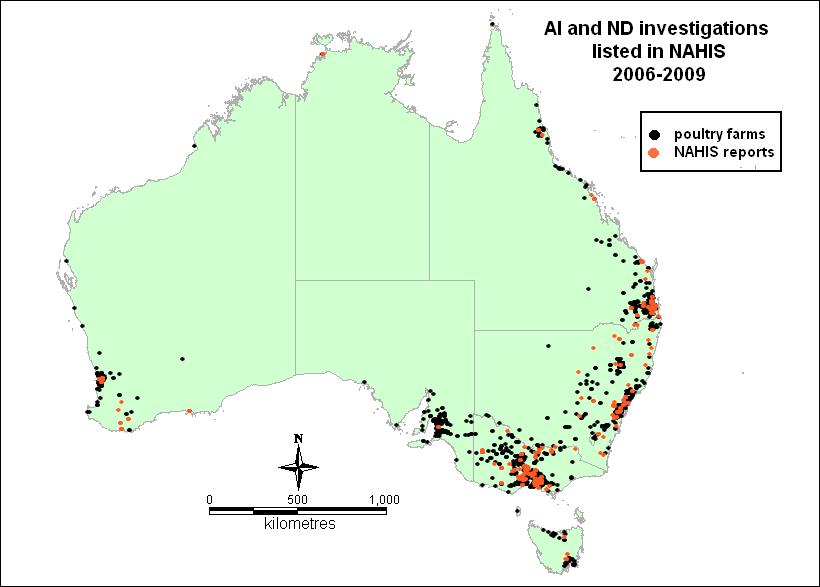 AI and ND investigations
listed in NAHIS
2006-2009
poultry farms
NAHIS reports
N
0 500 1,000
kilometres